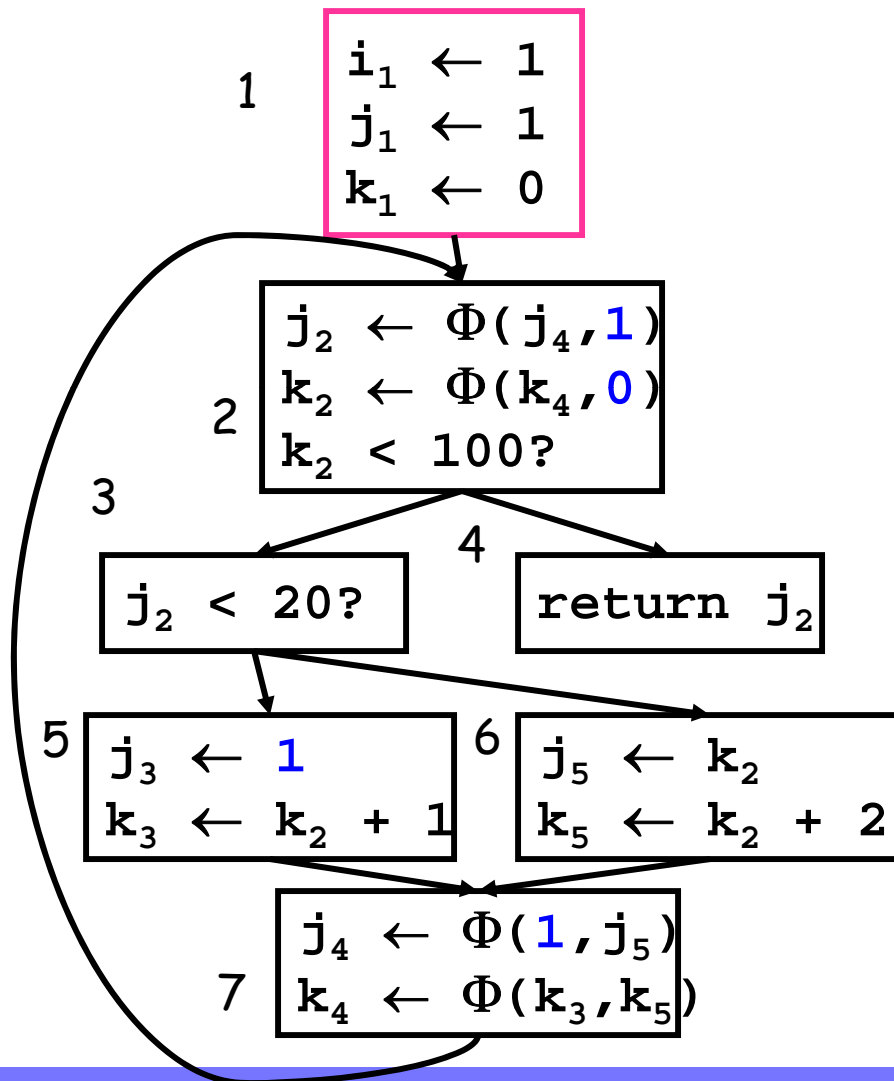 1
i₁ ← 1
j₁ ← 1
k₁ ← 0
2
j₂ ← Φ(j₄,1)
k₂ ← Φ(k₄,0)
k₂ < 100?
3
j₂ < 20?
4
return j₂
5
j₃ ← 1
k₃ ← k₂ + 1
6
j₅ ← k₂
k₅ ← k₂ + 2
7
j₄ ← Φ(1,j₅)
k₄ ← Φ(k₃,k₅)